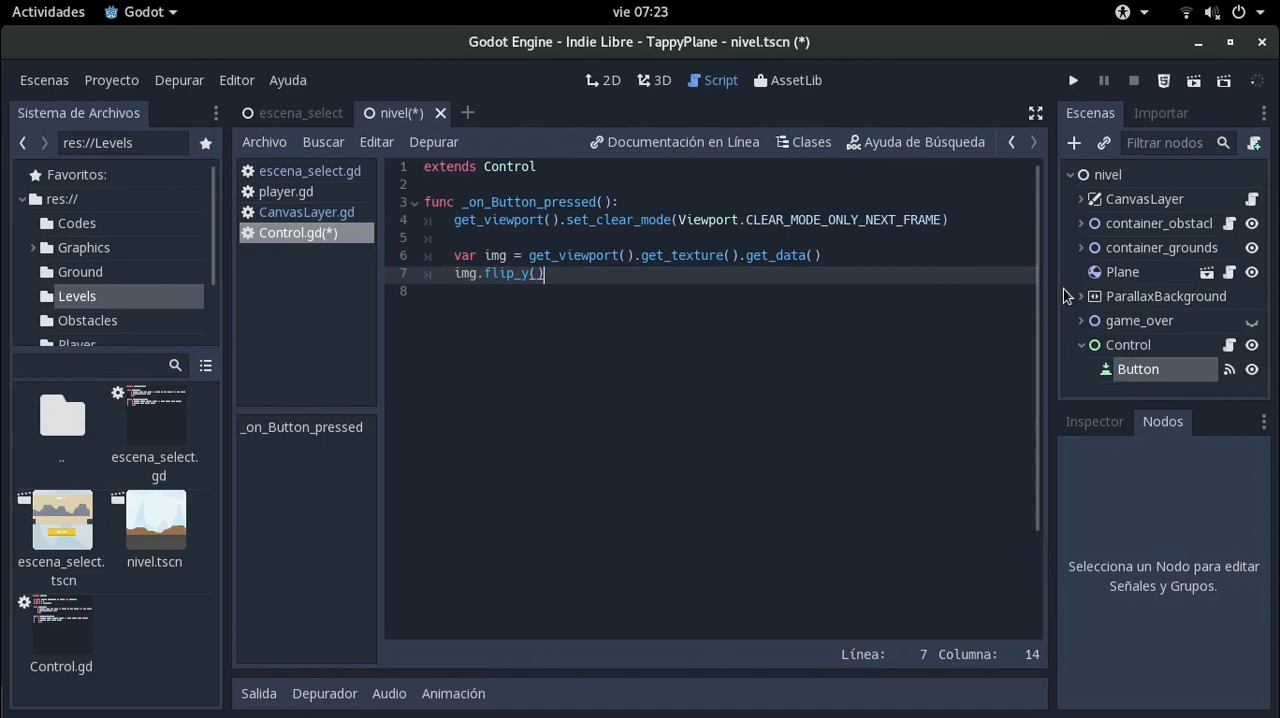 Actividades Godot vie 07:23
Godot Engine - Indie Libre - TappyPlane - nivel.tscn (*)
Escenas Proyecto Depurar Editor Ayuda 2D 3D Script AssetLib
Sistema de Archivos
res://Levels
Favoritos:
res://
Codes
Graphics
Ground
Levels
Obstacles
Player
..
escena_select.
gd
escena_select.
tscn
nivel.tscn
Control.gd
escena_select nivel(*)
Archivo Buscar Editar Depurar Documentación en Línea Clases Ayuda de Búsqueda
escena_select.gd
player.gd
CanvasLayer.gd
Control.gd(*)
_on_Button_pressed
1 extends Control
2
3 func _on_Button_pressed():
4 get_viewport().set_clear_mode(Viewport.CLEAR_MODE_ONLY_NEXT_FRAME)
5
6 var img = get_viewport().get_texture().get_data()
7 img.flip_y()
8
Línea: 7 Columna: 14
Salida Depurador Audio Animación
Escenas Importar
Filtrar nodos
nivel
CanvasLayer
container_obstacl
container_grounds
Plane
ParallaxBackground
game_over
Control
Button
Inspector Nodos
Selecciona un Nodo para editar
Señales y Grupos.